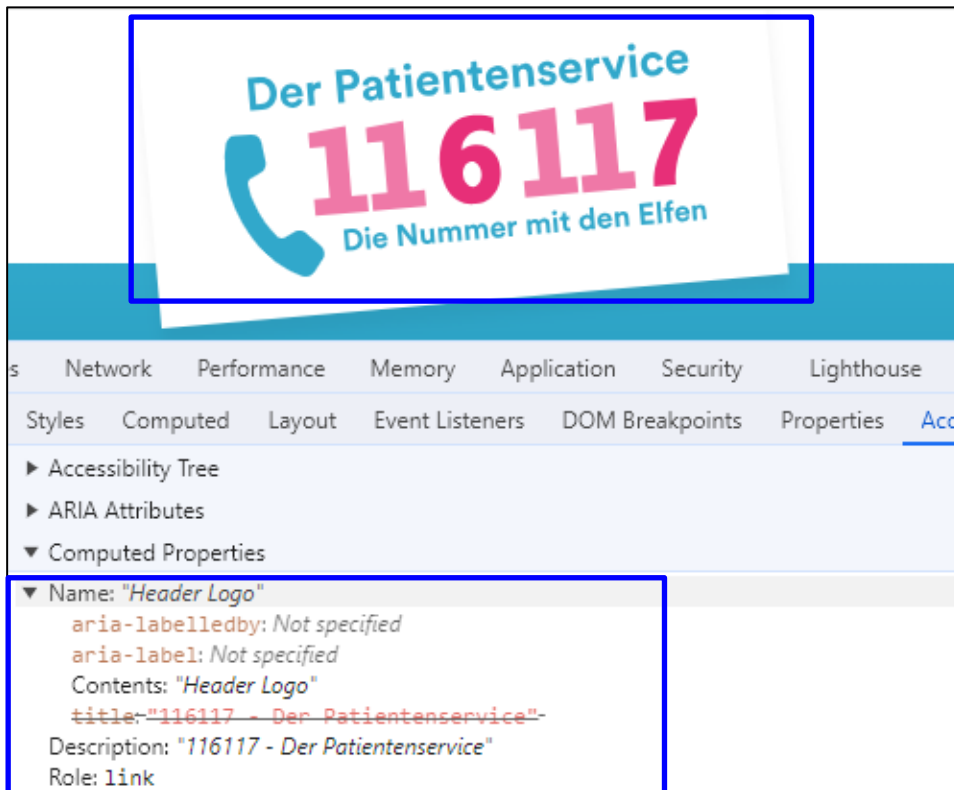 Der Patientenservice
116117
Die Nummer mit den Elfen
s Network Performance Memory Application Security Lighthouse
Styles Computed Layout Event Listeners DOM Breakpoints Properties Acc
▶ Accessibility Tree
▶ ARIA Attributes
▼ Computed Properties
▼ Name: "Header Logo"
aria-labelledby: Not specified
aria-label: Not specified
Contents: "Header Logo"
title: "116117 - Der Patientenservice"
Description: "116117 - Der Patientenservice"
Role: link